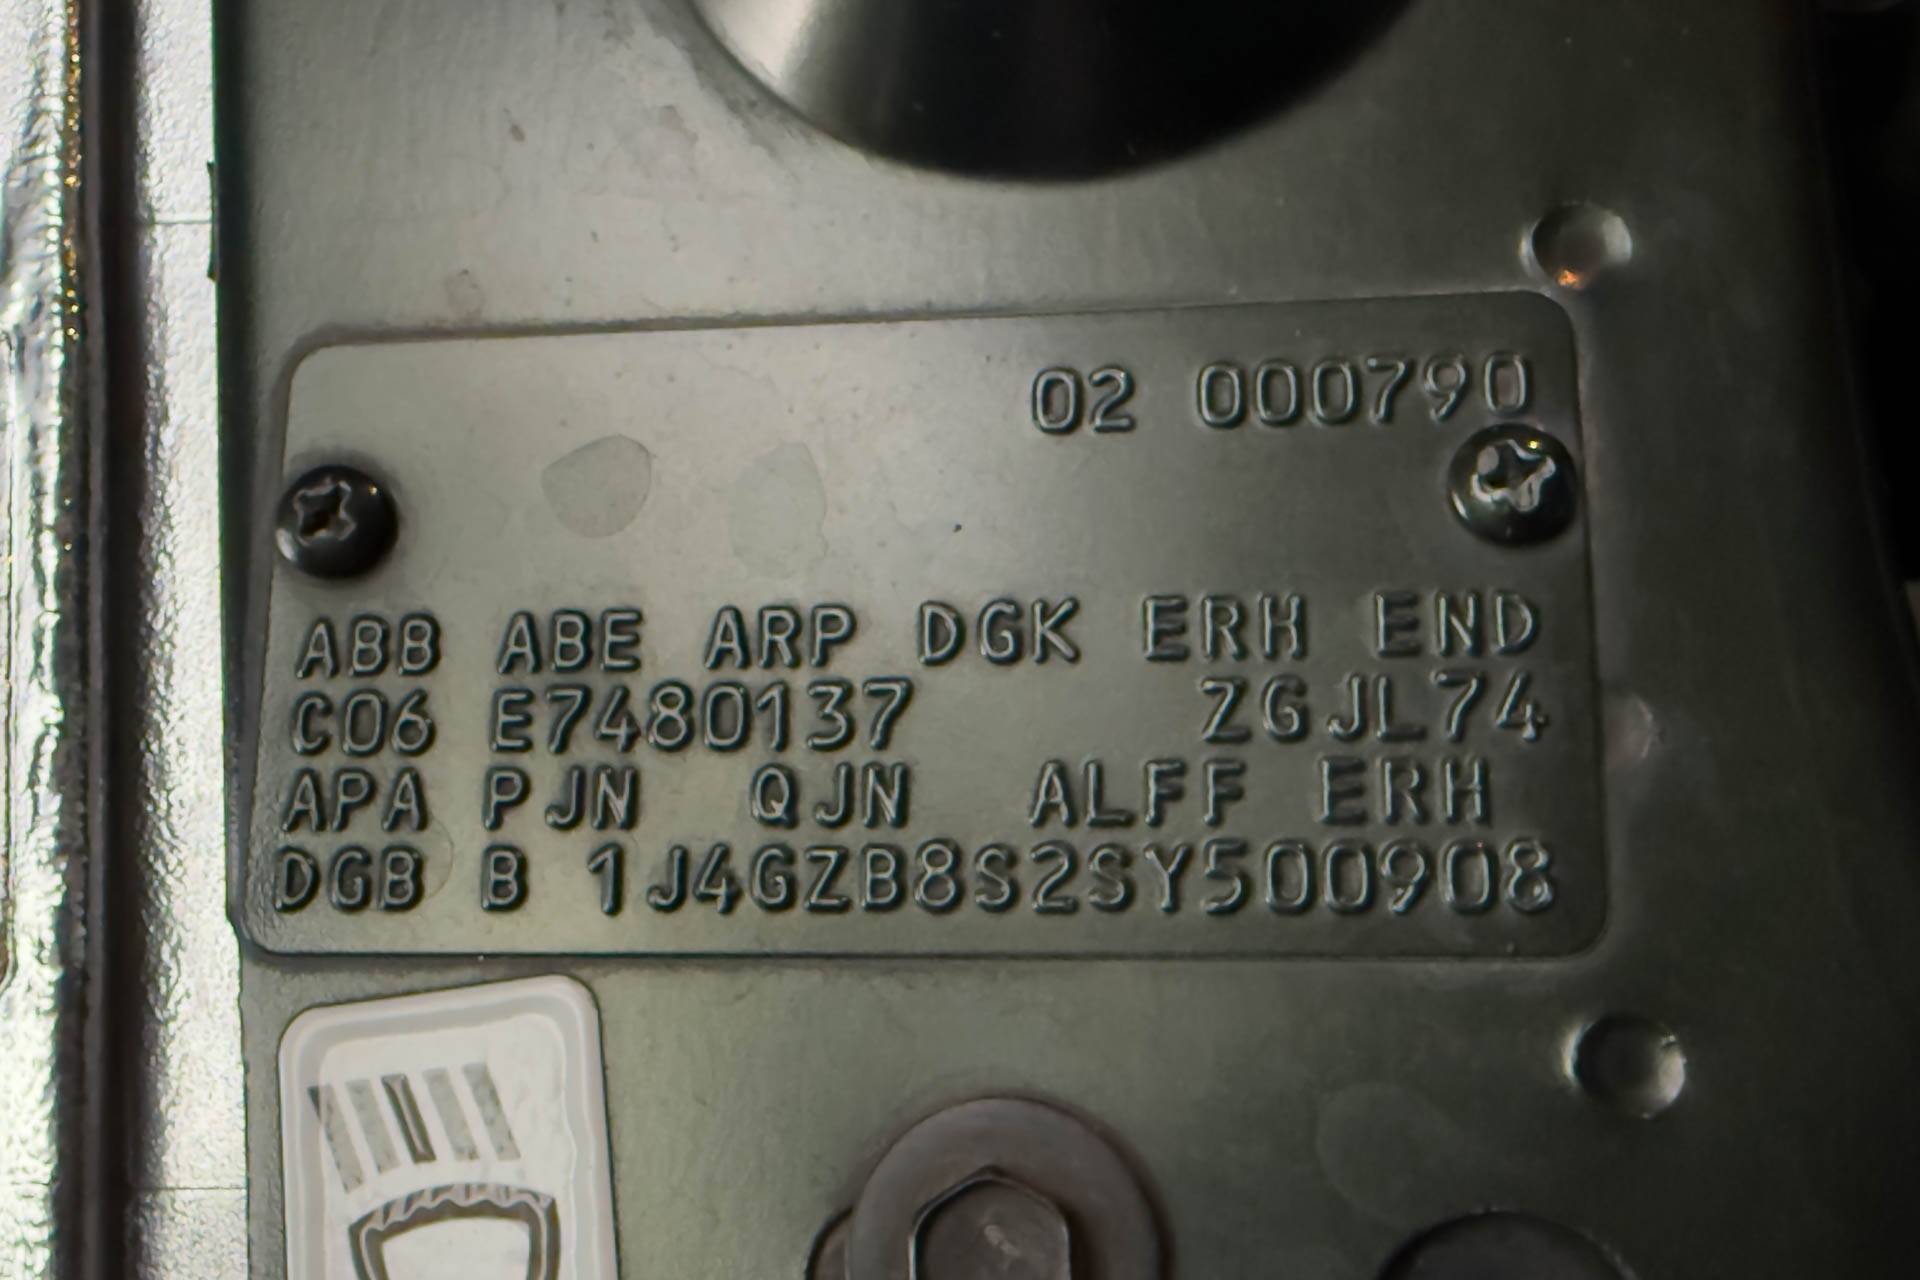 02 000790
ABB ABE ARP DGK ERH END
C06 E7480137 ZGJL74
APA PJN QJN ALFF ERH
DGB B 1J4GZB8S2SY500908